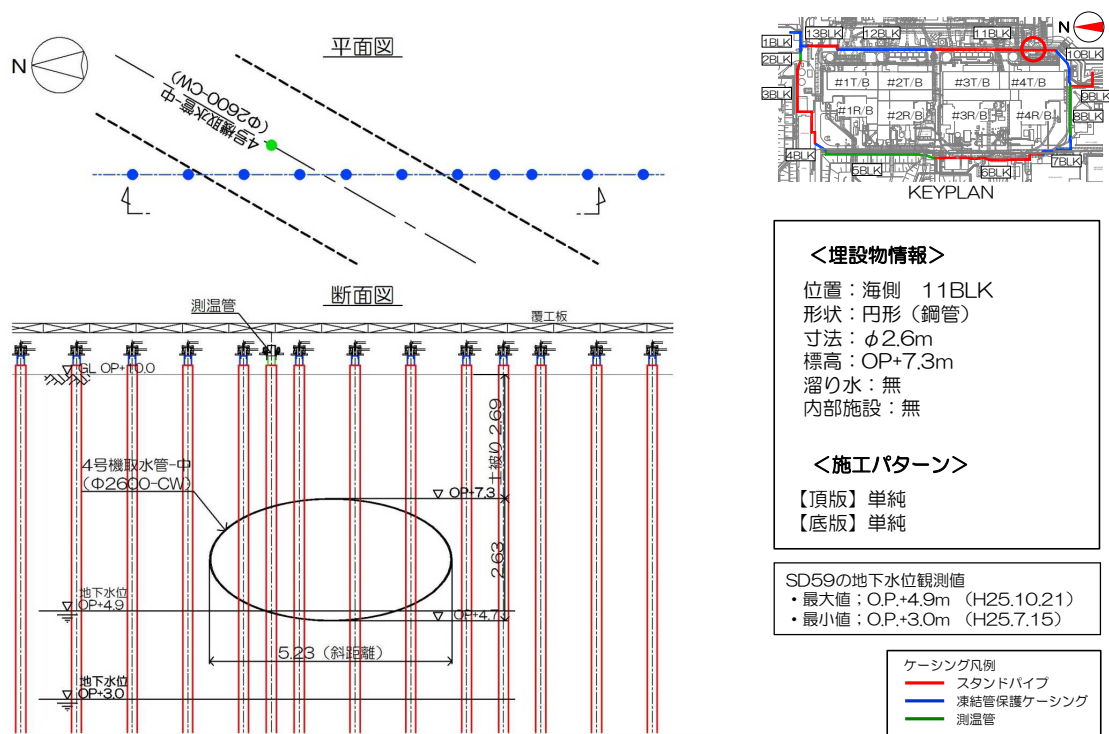 平面図
N
4号機取水管-中
(Φ2600-CW)
断面図
測温管
覆工板
GL OP+10.0
土被り 2.69
4号機取水管-中
(Φ2600-CW)
OP+7.3
2.63
地下水位
OP+4.9
OP+4.7
5.23（斜距離）
地下水位
OP+3.0
N
1BLK
13BLK
12BLK
11BLK
10BLK
2BLK
3BLK
#1T/B
#2T/B
#3T/B
#4T/B
9BLK
8BLK
#1R/B
#2R/B
#3R/B
#4R/B
4BLK
5BLK
6BLK
7BLK
KEYPLAN
＜埋設物情報＞
位置：海側　11BLK
形状：円形（鋼管）
寸法：φ2.6m
標高：OP+7.3m
溜り水：無
内部施設：無
＜施工パターン＞
【頂版】単純
【底版】単純
SD59の地下水位観測値
・最大値；O.P.+4.9m （H25.10.21）
・最小値；O.P.+3.0m （H25.7.15）
ケーシング凡例
スタンドパイプ
凍結管保護ケーシング
測温管